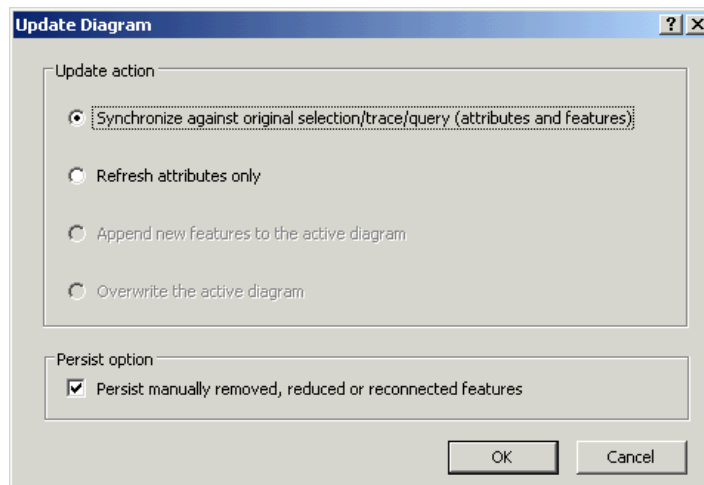 Update Diagram
Update action
Synchronize against original selection/trace/query (attributes and features)
Refresh attributes only
Append new features to the active diagram
Overwrite the active diagram
Persist option
Persist manually removed, reduced or reconnected features
OK
Cancel